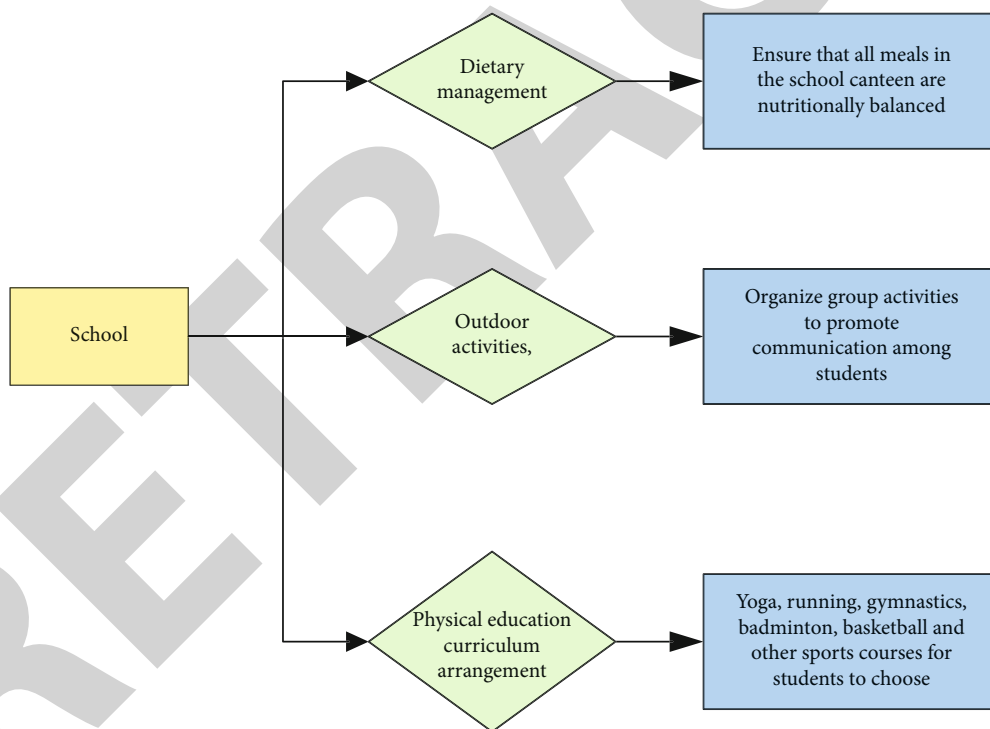 Dietary
management
Ensure that all meals in
the school canteen are
nutritionally balanced
School
Outdoor
activities,
Organize group activities
to promote
communication among
students
Physical education
curriculum
arrangement
Yoga, running, gymnastics,
badminton, basketball and
other sports courses for
students to choose
RETRAC